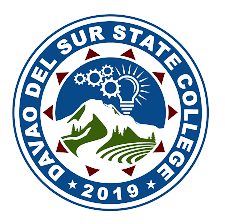 DAVAO DEL SUR STATE COLLEGE
2019